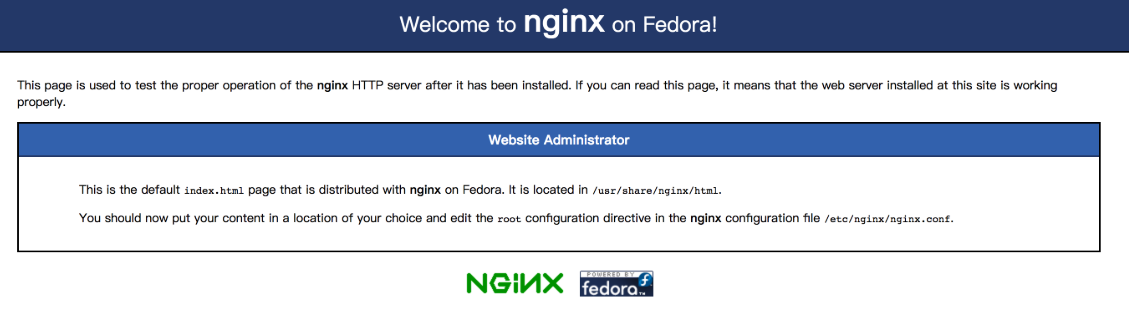 Welcome to nginx on Fedora!
This page is used to test the proper operation of the nginx HTTP server after it has been installed. If you can read this page, it means that the web server installed at this site is working
properly.
Website Administrator
This is the default index.html page that is distributed with nginx on Fedora. It is located in /usr/share/nginx/html.
You should now put your content in a location of your choice and edit the root configuration directive in the nginx configuration file /etc/nginx/nginx.conf.
NGINX
POWERED BY
fedora™